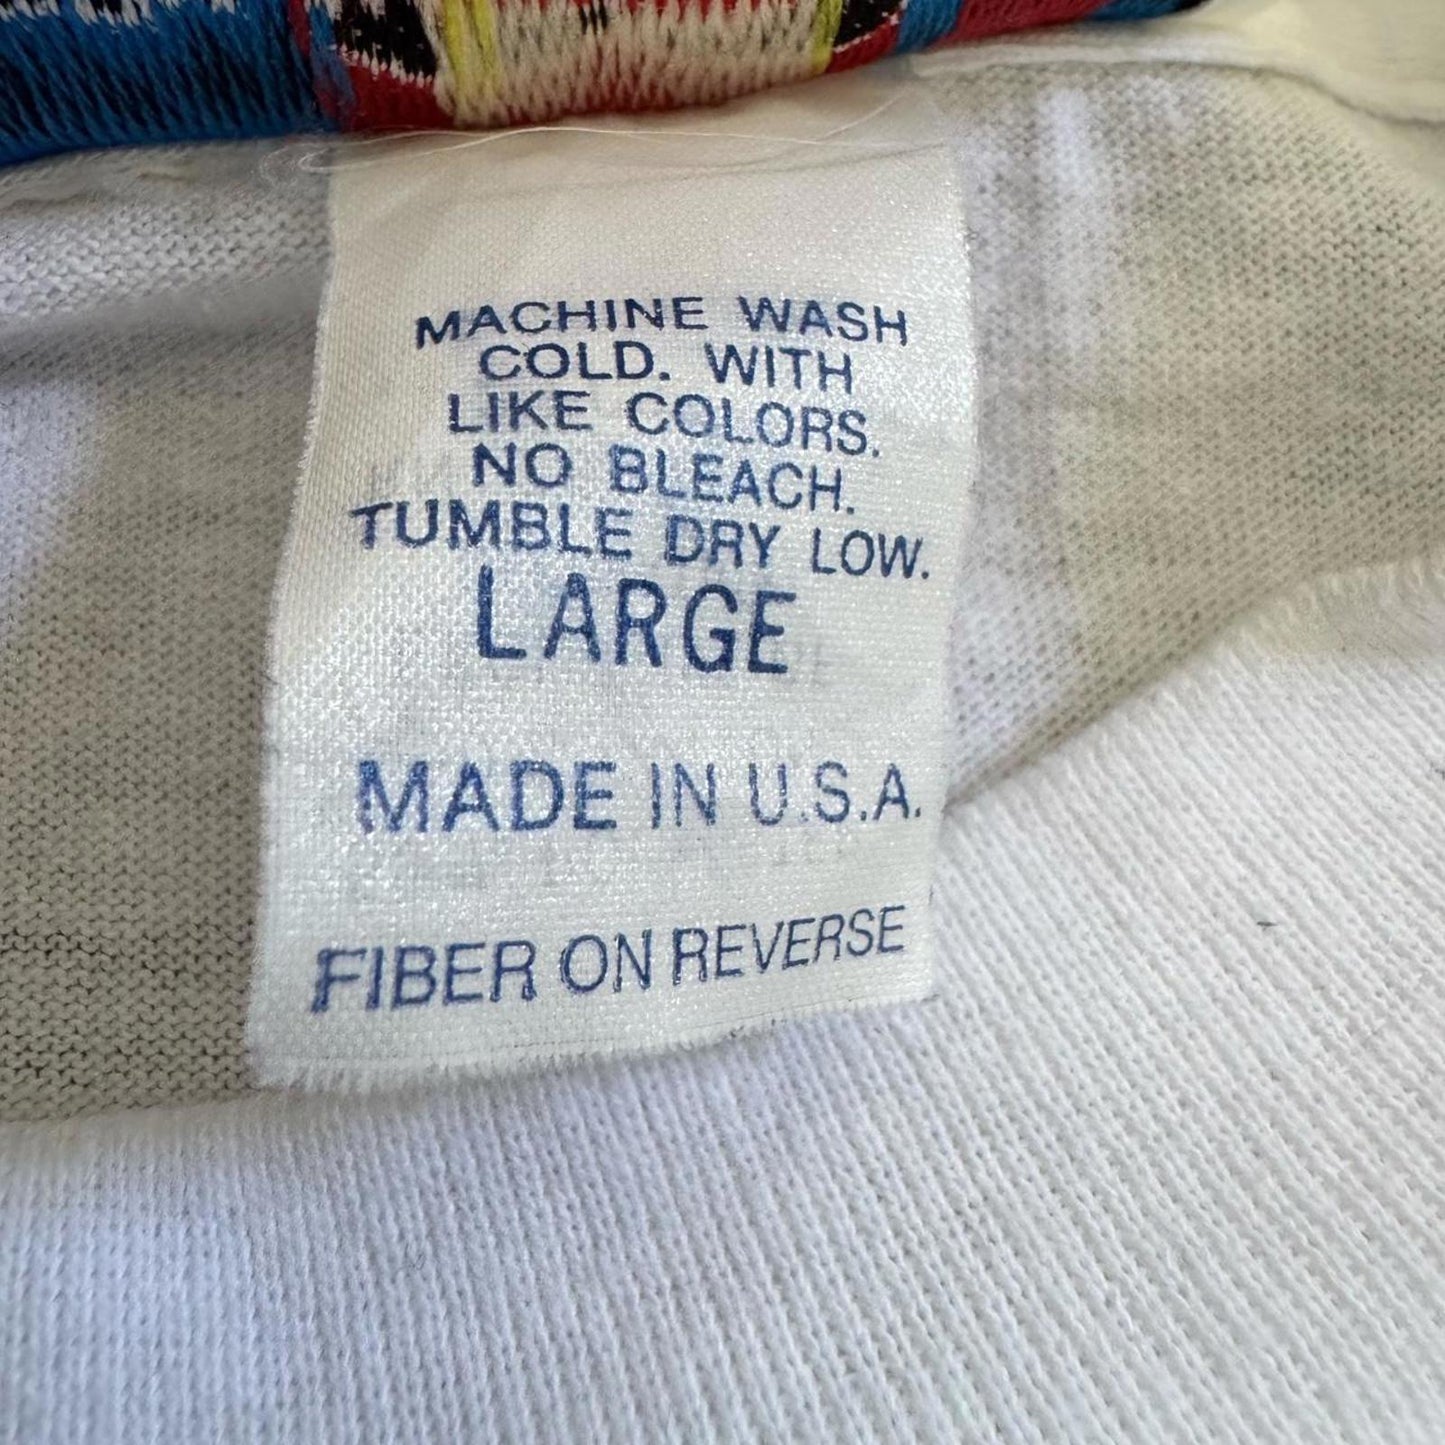 MACHINE WASH
COLD. WITH
LIKE COLORS.
NO BLEACH.
TUMBLE DRY LOW.
LARGE
MADE IN U.S.A.
FIBER ON REVERSE